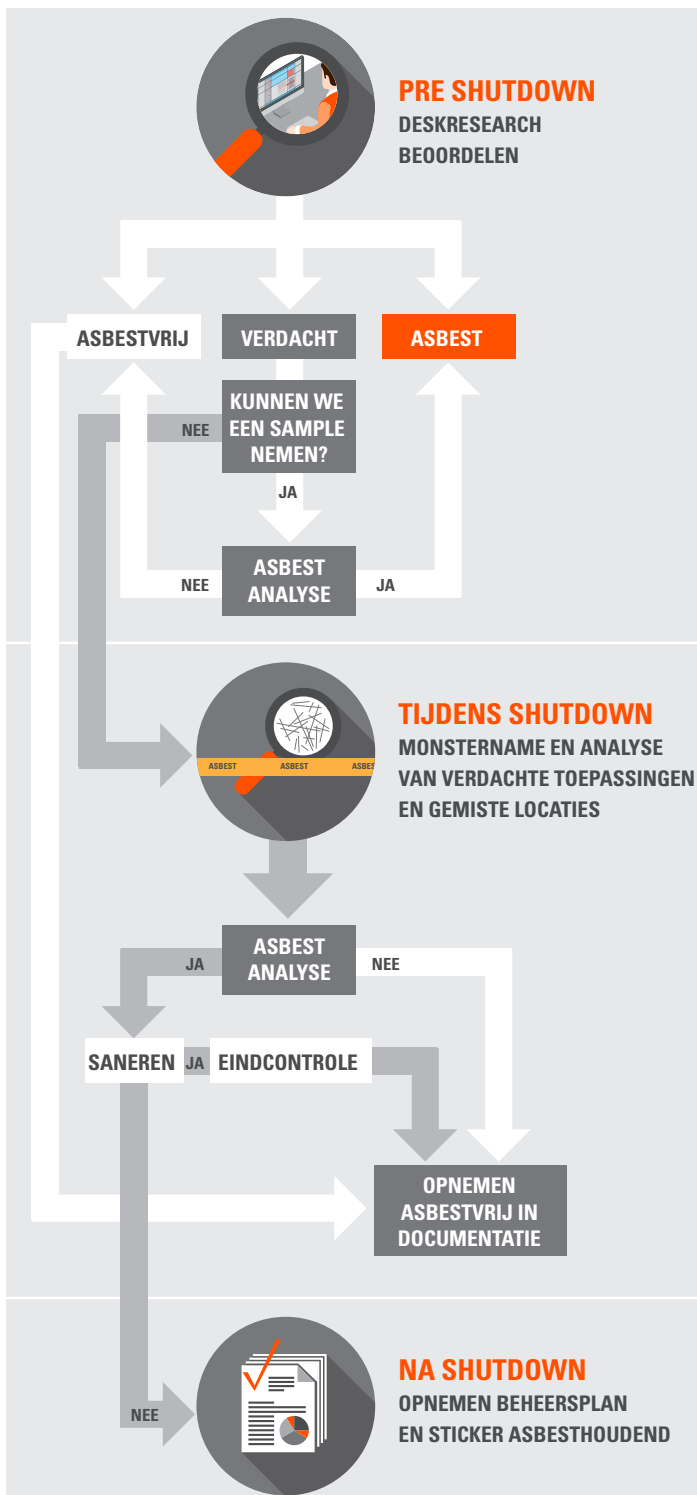 PRE SHUTDOWN
DESKRESEARCH
BEOORDELEN
ASBESTVRIJ
VERDACHT
ASBEST
KUNNEN WE
EEN SAMPLE
NEMEN?
NEE
JA
ASBEST
ANALYSE
NEE
JA
TIJDENS SHUTDOWN
MONSTERNAME EN ANALYSE
VAN VERDACHTE TOEPASSINGEN
EN GEMISTE LOCATIES
ASBEST ASBEST ASBES
ASBEST
ANALYSE
JA
NEE
SANEREN
JA
EINDCONTROLE
OPNEMEN
ASBESTVRIJ IN
DOCUMENTATIE
NA SHUTDOWN
OPNEMEN BEHEERSPLAN
EN STICKER ASBESTHOUDEND
NEE